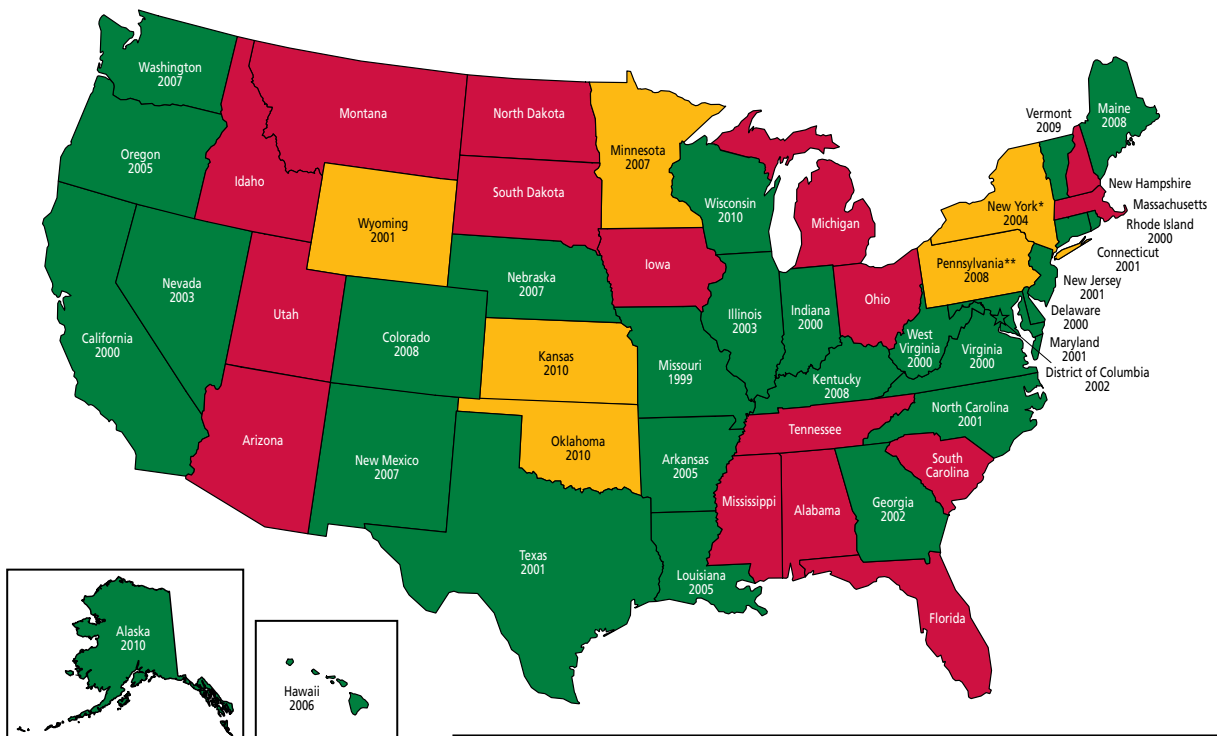 Washington
2007
Oregon
2005
California
2000
Nevada
2003
Idaho
Montana
Wyoming
2001
Utah
Arizona
Colorado
2008
New Mexico
2007
North Dakota
South Dakota
Nebraska
2007
Kansas
2010
Oklahoma
2010
Texas
2001
Minnesota
2007
Iowa
Missouri
1999
Arkansas
2005
Louisiana
2005
Wisconsin
2010
Illinois
2003
Michigan
Indiana
2000
Ohio
Kentucky
2008
Tennessee
Mississippi
Alabama
Georgia
2002
Florida
South
Carolina
North Carolina
2001
West
Virginia
2000
Virginia
2000
Pennsylvania**
2008
New York*
2004
Vermont
2009
Maine
2008
New Hampshire
Massachusetts
Rhode Island
2000
Connecticut
2001
New Jersey
2001
Delaware
2000
Maryland
2001
District of Columbia
2002
Alaska
2010
Hawaii
2006